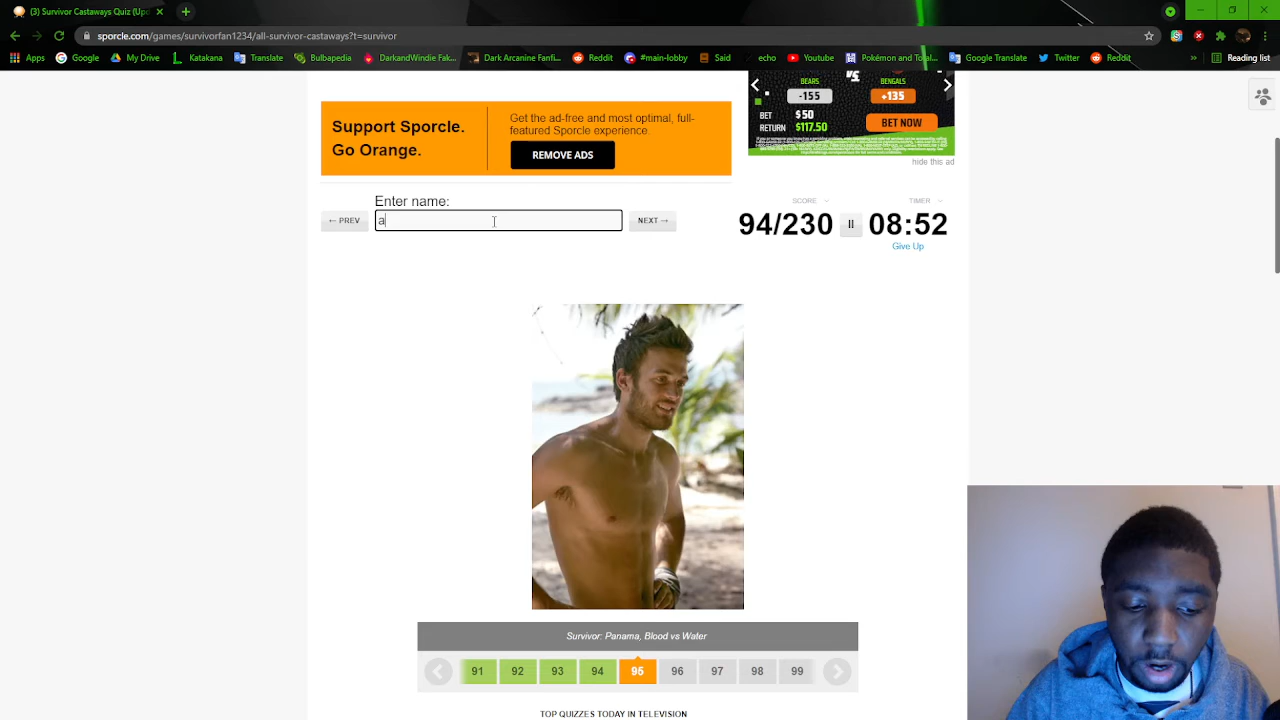 (3) Survivor Castaways Quiz (Upd
sporcle.com/games/survivorfan1234/all-survivor-castaways?t=survivor
Apps
Google
Translate
Bulbapedia
DarkandWindie Fak...
Dark Arcanine Fanfi...
Reddit
#main-lobby
Said
echo
Youtube
Pokémon and Total...
Reddit
Google Translate
Twitter
Reddit
»
Reading list
Support Sporcle.
Go Orange.
Get the ad-free and most optimal, full-
featured Sporcle experience.
REMOVE ADS
BEARS
VS
BENGALS
-155
+135
BET $50
RETURN $117.50
BET NOW
hide this ad
Enter name:
← PREV
a
NEXT →
SCORE
TIMER
94/230
08:52
Give Up
Survivor: Panama, Blood vs Water
91 92 93 94 95 96 97 98 99
TOP QUIZZES TODAY IN TELEVISION